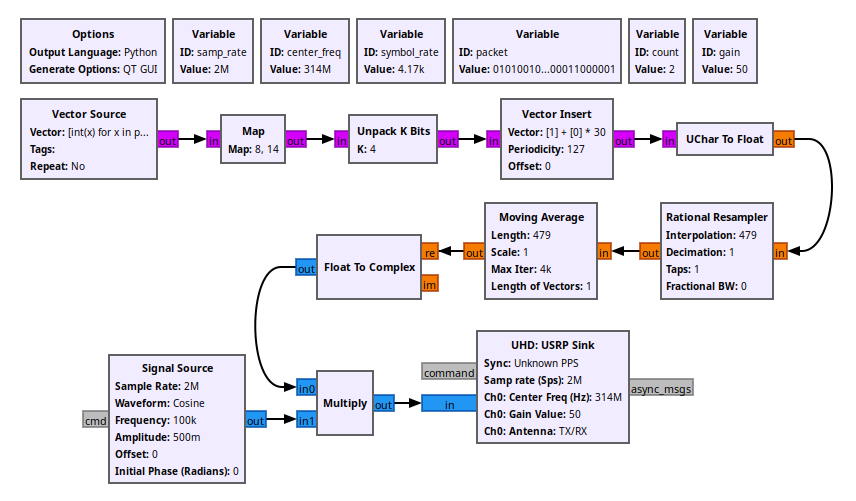 Options
Output Language: Python
Generate Options: QT GUI
Variable
ID: samp_rate
Value: 2M
Variable
ID: center_freq
Value: 314M
Variable
ID: symbol_rate
Value: 4.17k
Variable
ID: packet
Value: 01010010...00011000001
Variable
ID: count
Value: 2
Variable
ID: gain
Value: 50
Vector Source
Vector: [int(x) for x in p...
Tags:
Repeat: No
out
in
Map
Map: 8, 14
out
in
Unpack K Bits
K: 4
out
in
Vector Insert
Vector: [1] + [0] * 30
Periodicity: 127
Offset: 0
out
in
UChar To Float
out
Rational Resampler
Interpolation: 479
Decimation: 1
Taps: 1
Fractional BW: 0
in
out
Moving Average
Length: 479
Scale: 1
Max Iter: 4k
Length of Vectors: 1
in
out
Float To Complex
re
im
out
Signal Source
Sample Rate: 2M
Waveform: Cosine
Frequency: 100k
Amplitude: 500m
Offset: 0
Initial Phase (Radians): 0
cmd
out
in0
in1
Multiply
out
command
in
UHD: USRP Sink
Sync: Unknown PPS
Samp rate (Sps): 2M
Ch0: Center Freq (Hz): 314M
Ch0: Gain Value: 50
Ch0: Antenna: TX/RX
async_msgs